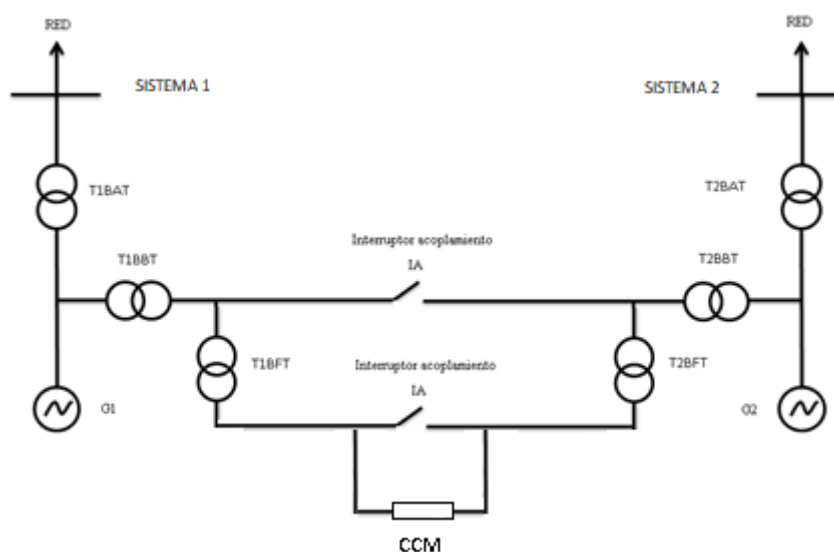 RED
RED
SISTEMA 1
SISTEMA 2
T1BAT
T2BAT
Interruptor acoplamiento
IA
T1BBT
T2BBT
T1BFT
Interruptor acoplamiento
IA
T2BFT
G1
G2
CCM